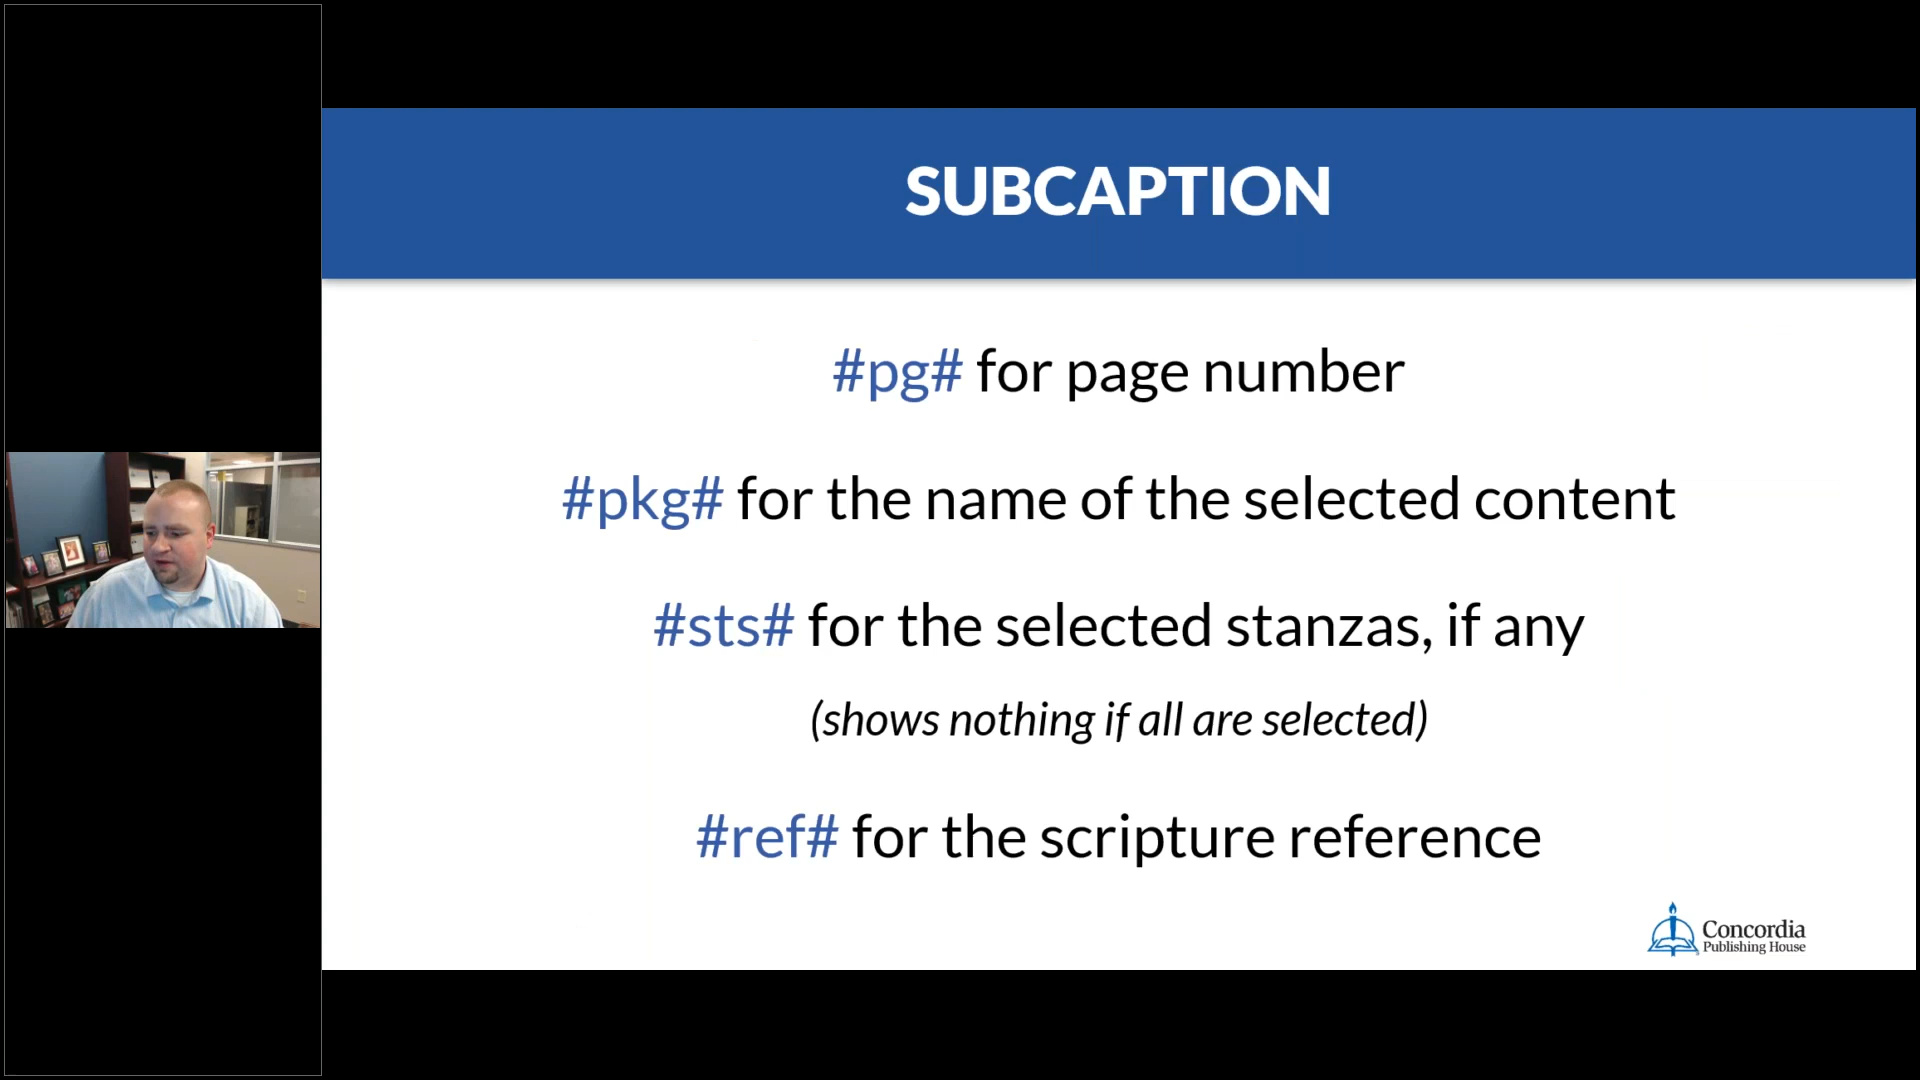 SUBCAPTION
#pg# for page number
#pkg# for the name of the selected content
#sts# for the selected stanzas, if any
(shows nothing if all are selected)
#ref# for the scripture reference
Concordia
Publishing House